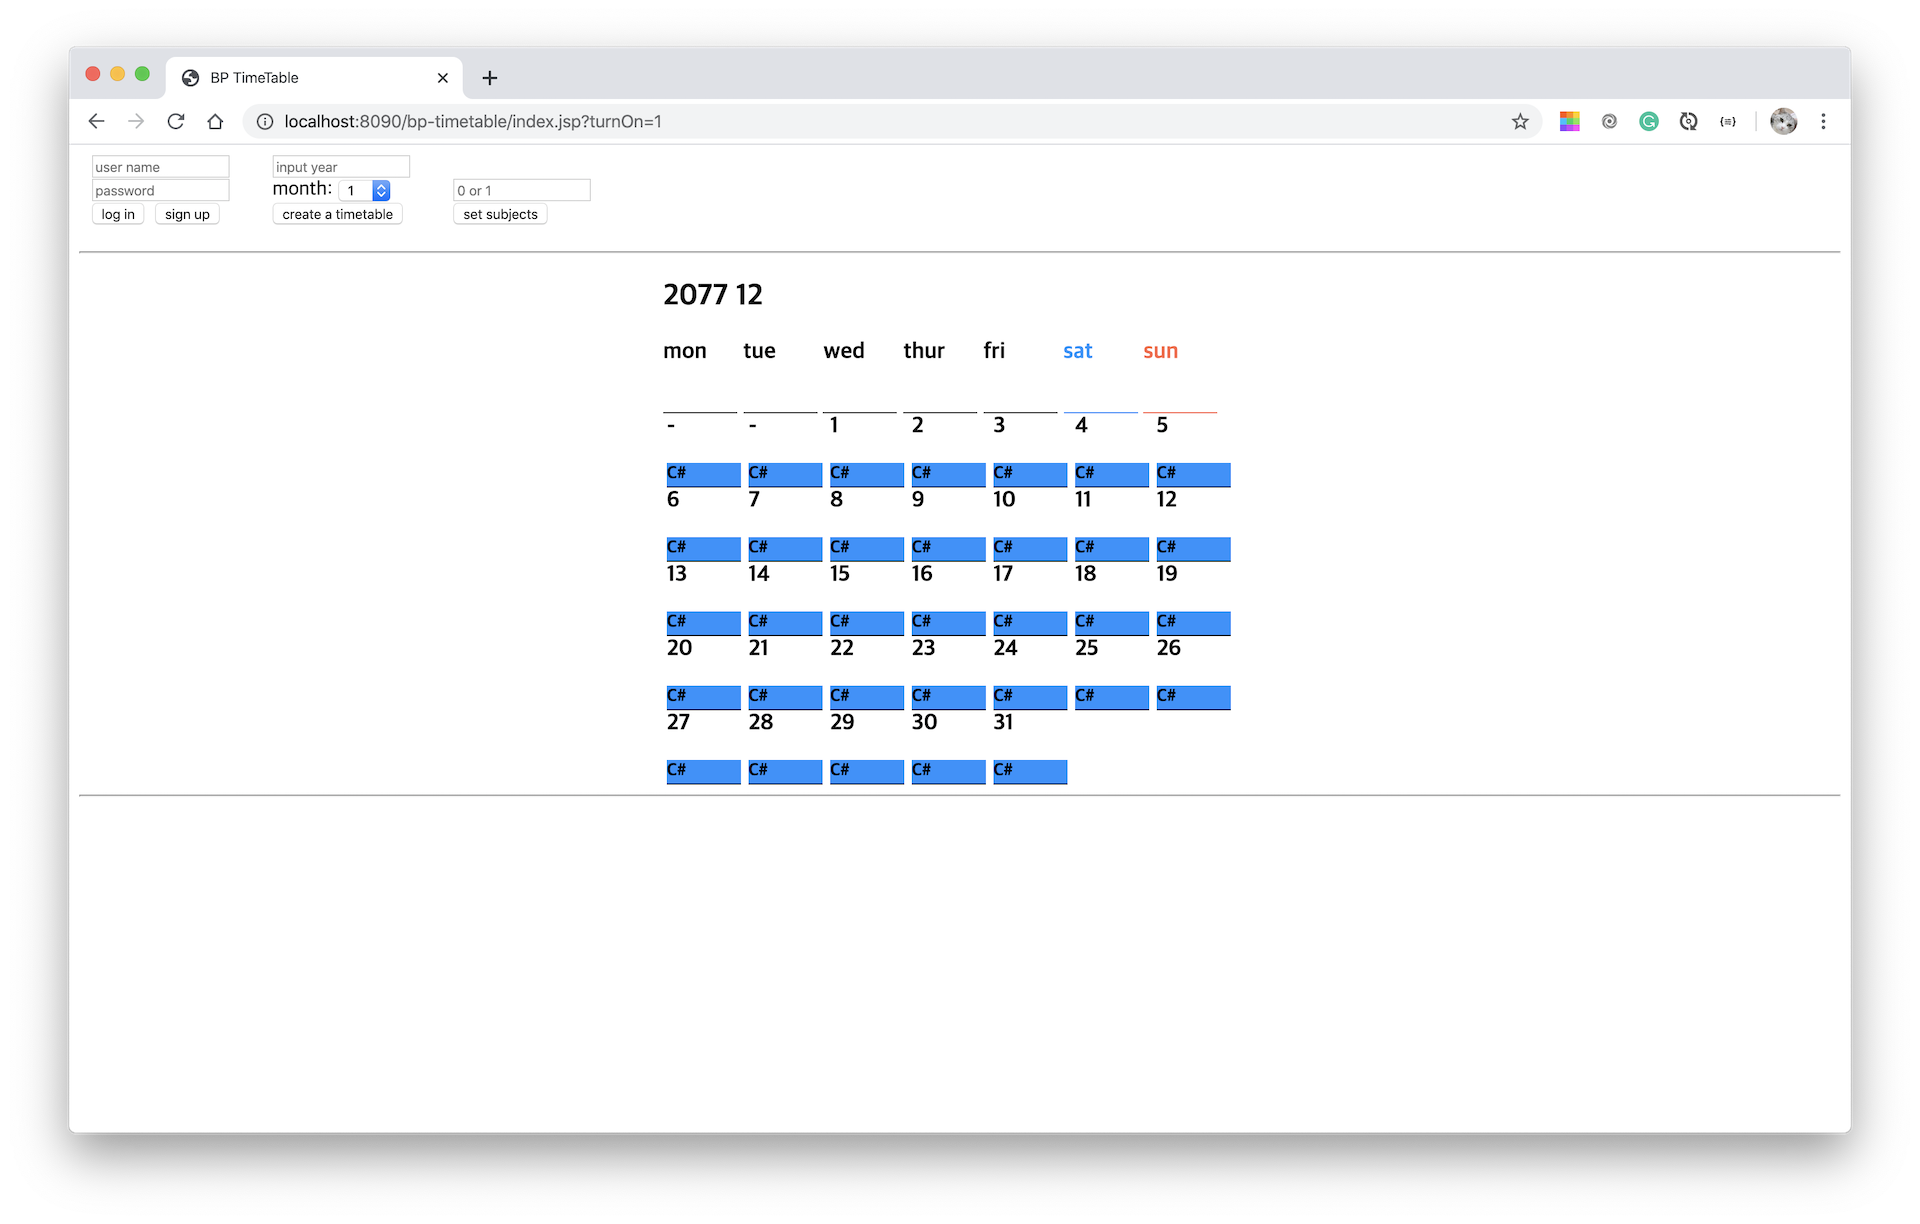 BP TimeTable
localhost:8090/bp-timetable/index.jsp?turnOn=1
user name input year
password month: 1 0 or 1
log in sign up create a timetable set subjects
2077 12
mon tue wed thur fri sat sun
- - 1 2 3 4 5
C# C# C# C# C# C# C#
6 7 8 9 10 11 12
C# C# C# C# C# C# C#
13 14 15 16 17 18 19
C# C# C# C# C# C# C#
20 21 22 23 24 25 26
C# C# C# C# C# C# C#
27 28 29 30 31
C# C# C# C# C#